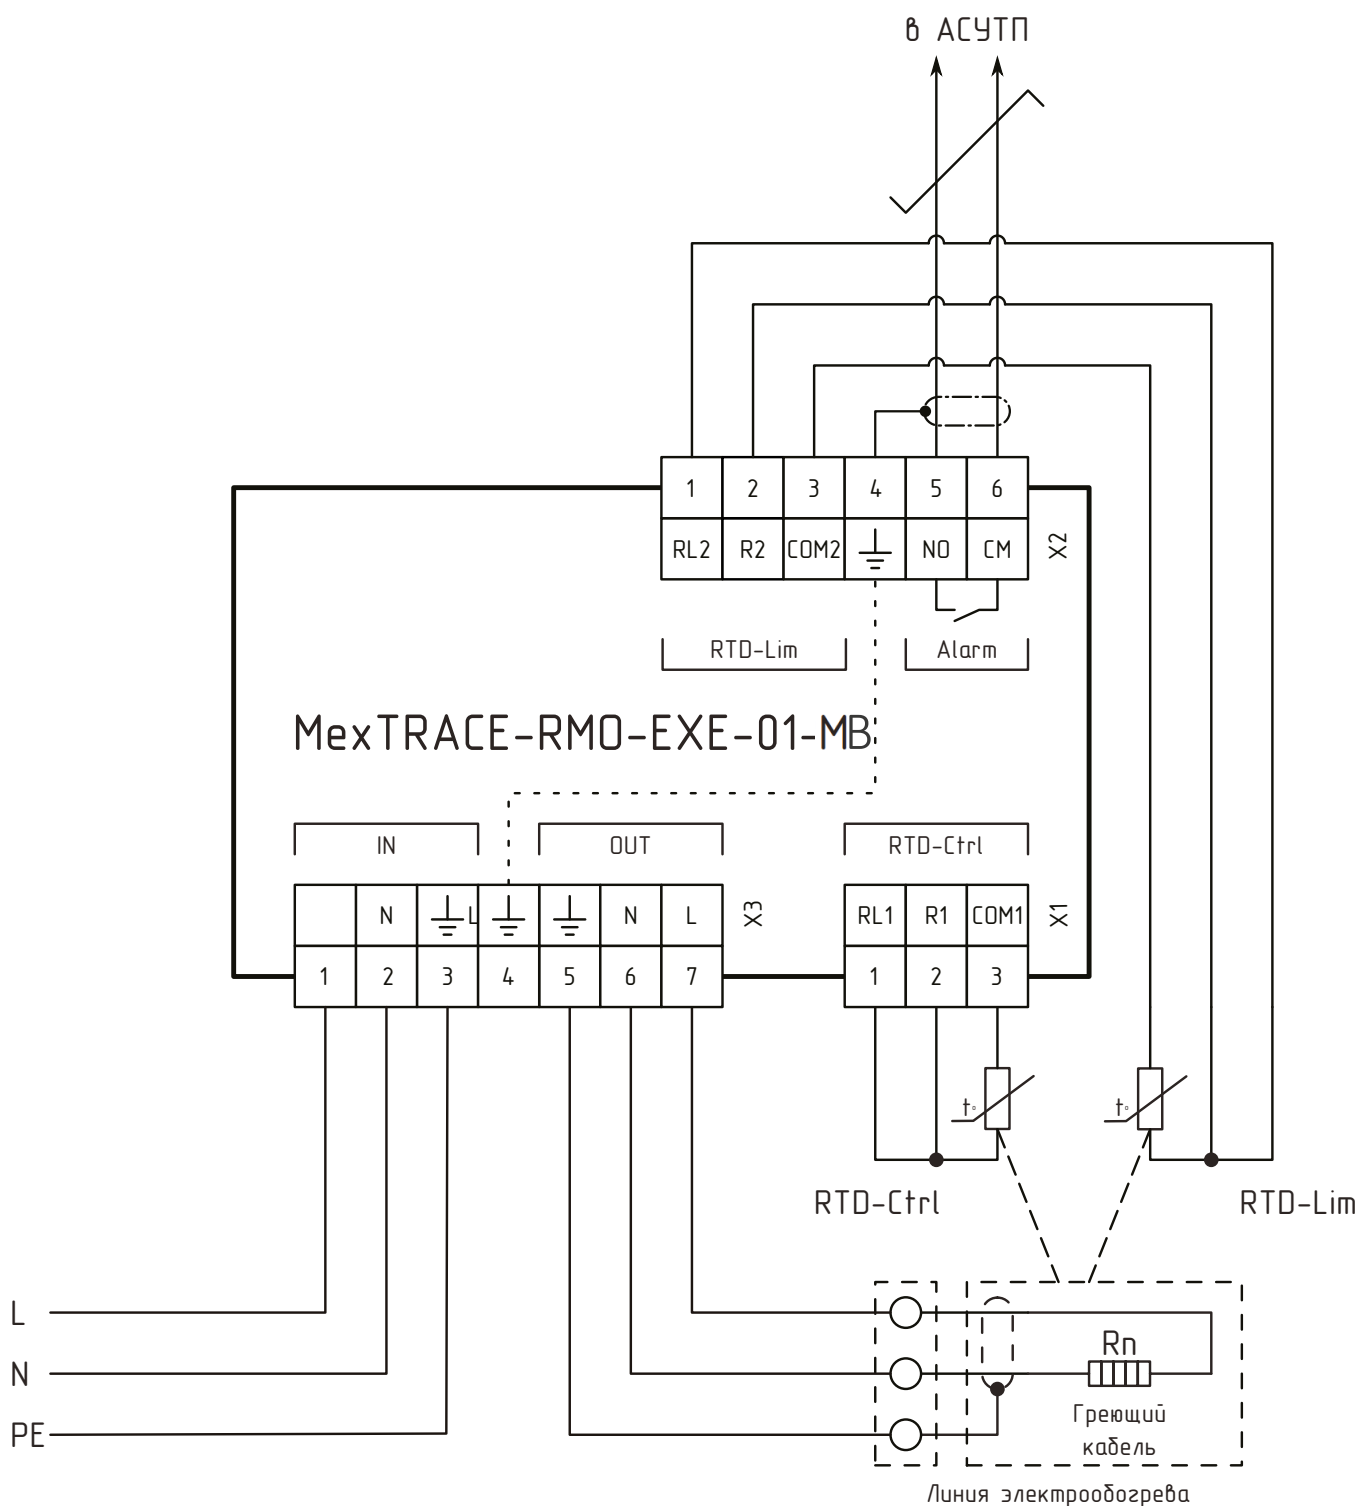 в АСУТП
1 2 3 4 5 6
RL2 R2 COM2 NO CM
X2
RTD-Lim Alarm
MexTRACE-RMO-EXE-01-MB
IN OUT RTD-Ctrl
N L N L
X3
RL1 R1 COM1
X1
1 2 3 4 5 6 7
1 2 3
t° t°
RTD-Ctrl RTD-Lim
L
N
PE
Rn
Греющий
кабель
Линия электрообогрева